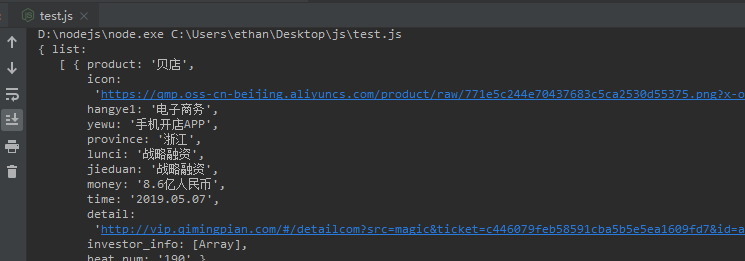 test.js
D:\nodejs\node.exe C:\Users\ethan\Desktop\js\test.js
{ list:
[ { product: '贝店',
icon:
'https://qmp.oss-cn-beijing.aliyuncs.com/product/raw/771e5c244e70437683c5ca2530d55375.png?x-o
hangye1: '电子商务',
yewu: '手机开店APP',
province: '浙江',
lunci: '战略融资',
jieduan: '战略融资',
money: '8.6亿人民币',
time: '2019.05.07',
detail:
'http://vip.qimingpian.com/#/detailcom?src=magic&ticket=c446079feb58591cba5b5e5ea1609fd7&id=a
investor_info: [Array],
heat_num: '190' }